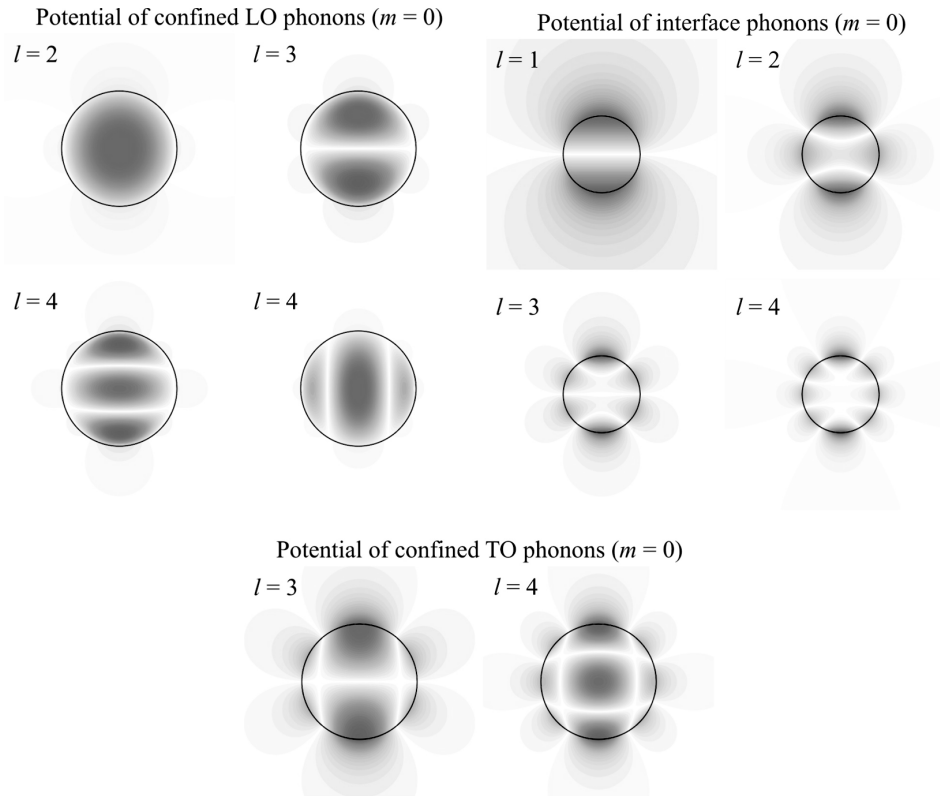 Potential of confined LO phonons (m = 0)
l = 2
l = 3
l = 4
l = 4
Potential of interface phonons (m = 0)
l = 1
l = 2
l = 3
l = 4
Potential of confined TO phonons (m = 0)
l = 3
l = 4